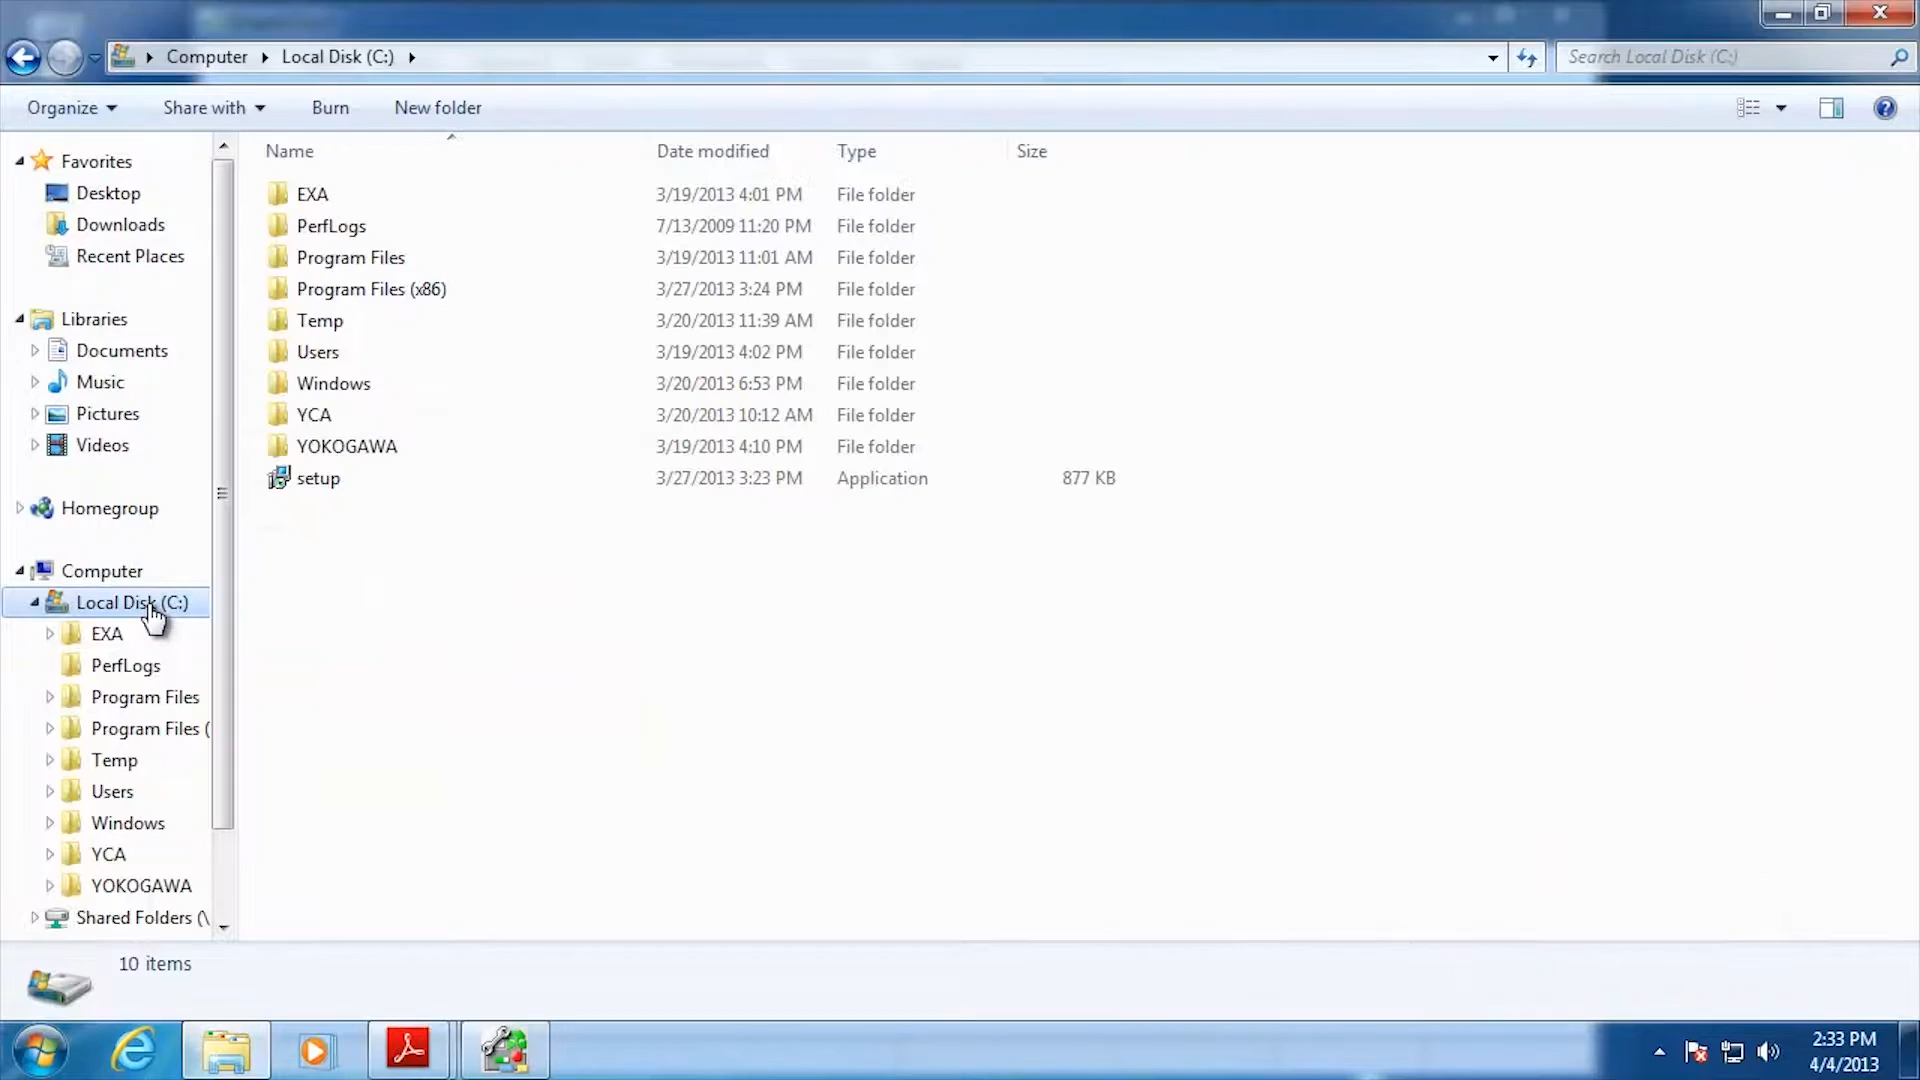 Computer Local Disk (C:)
Search Local Disk (C:)
Organize Share with Burn New folder
Name Date modified Type Size
EXA 3/19/2013 4:01 PM File folder
PerfLogs 7/13/2009 11:20 PM File folder
Program Files 3/19/2013 11:01 AM File folder
Program Files (x86) 3/27/2013 3:24 PM File folder
Temp 3/20/2013 11:39 AM File folder
Users 3/19/2013 4:02 PM File folder
Windows 3/20/2013 6:53 PM File folder
YCA 3/20/2013 10:12 AM File folder
YOKOGAWA 3/19/2013 4:10 PM File folder
setup 3/27/2013 3:23 PM Application 877 KB
Favorites
Desktop
Downloads
Recent Places
Libraries
Documents
Music
Pictures
Videos
Homegroup
Computer
Local Disk (C:)
EXA
PerfLogs
Program Files
Program Files (
Temp
Users
Windows
YCA
YOKOGAWA
Shared Folders (\
10 items
2:33 PM
4/4/2013